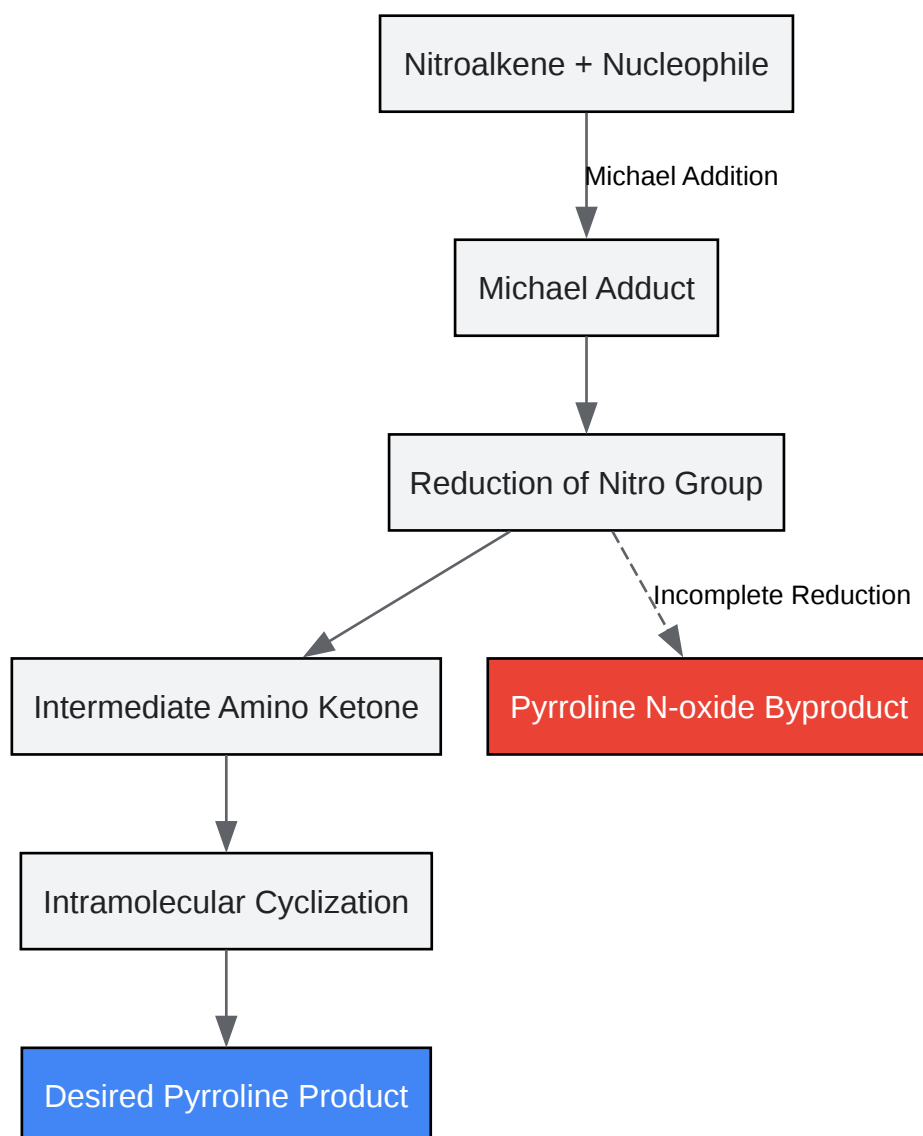 Nitroalkene + Nucleophile
Michael Addition
Michael Adduct
Reduction of Nitro Group
Incomplete Reduction
Intermediate Amino Ketone
Pyrroline N-oxide Byproduct
Intramolecular Cyclization
Desired Pyrroline Product